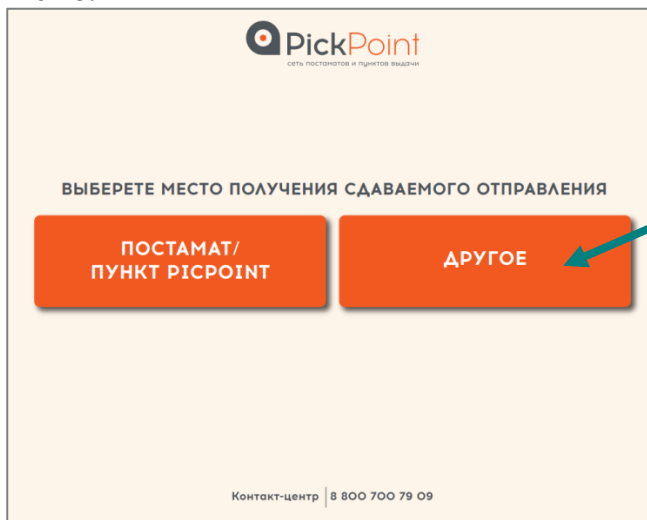 PickPoint
сеть постаматов и пунктов выдачи
ВЫБЕРЕТЕ МЕСТО ПОЛУЧЕНИЯ СДАВАЕМОГО ОТПРАВЛЕНИЯ
ПОСТАМАТ/
ПУНКТ PICPOINT
ДРУГОЕ
Контакт-центр 8 800 700 79 09